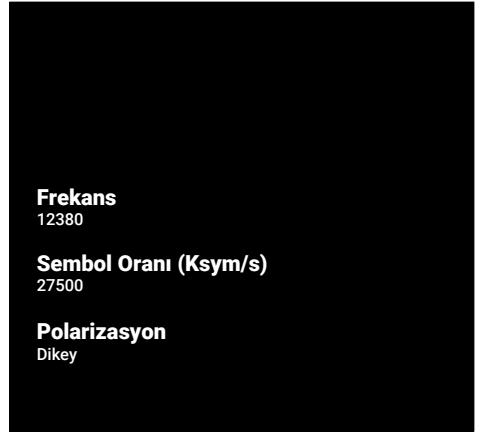 Frekans
12380
Sembol Oranı (Ksym/s)
27500
Polarizasyon
Dikey